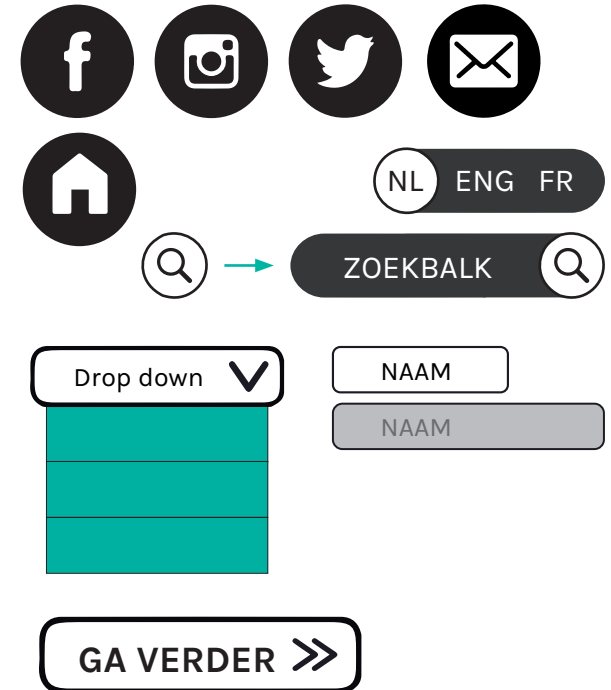 NL ENG FR
ZOEKBALK
Drop down
NAAM
NAAM
GA VERDER